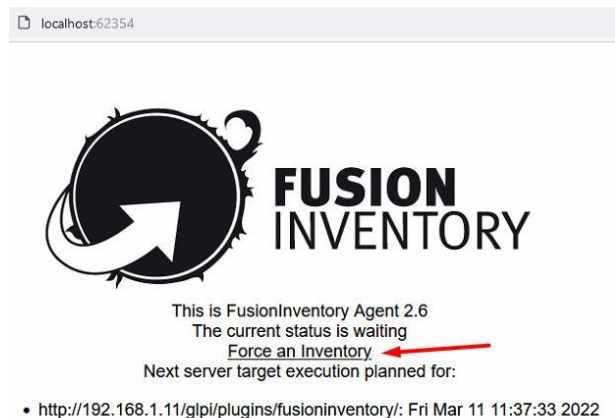 localhost:62354
FUSION
INVENTORY
This is FusionInventory Agent 2.6
The current status is waiting
Force an Inventory
Next server target execution planned for:
• http://192.168.1.11/glpi/plugins/fusioninventory/: Fri Mar 11 11:37:33 2022